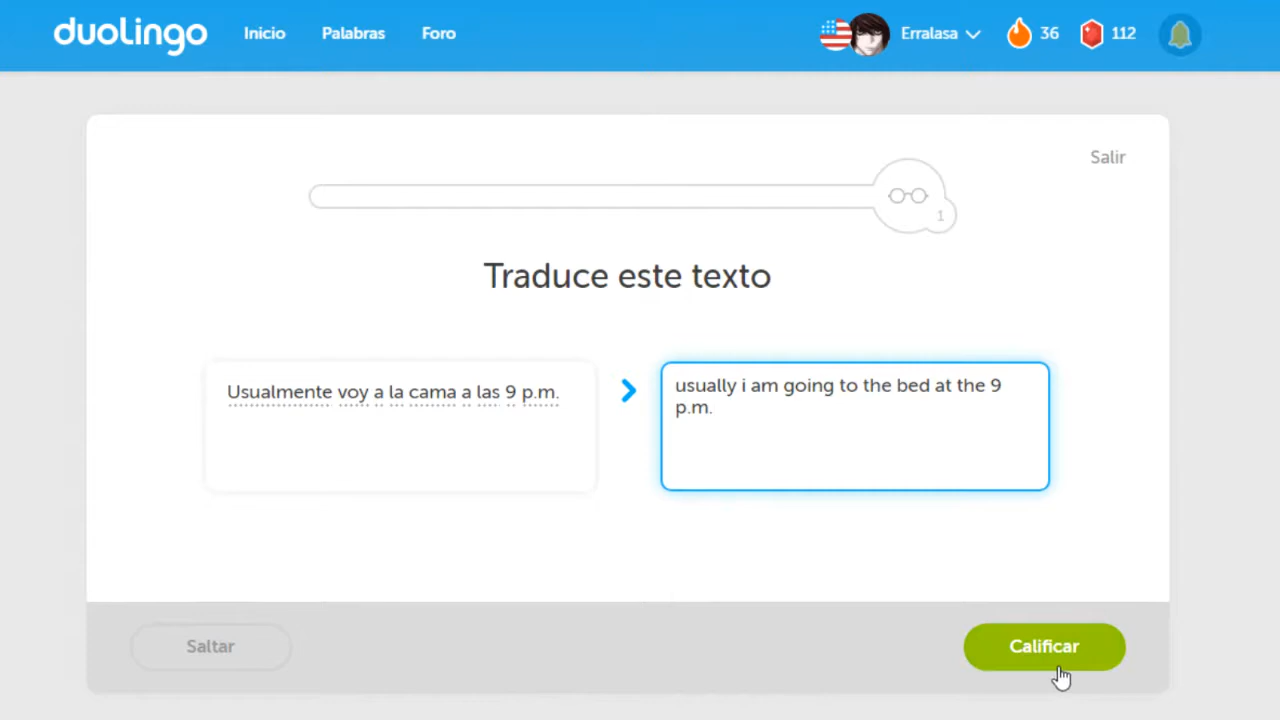 duolingo Inicio Palabras Foro Erralasa 36 112
Salir
1
Traduce este texto
Usualmente voy a la cama a las 9 p.m.
usually i am going to the bed at the 9
p.m.
Saltar Calificar